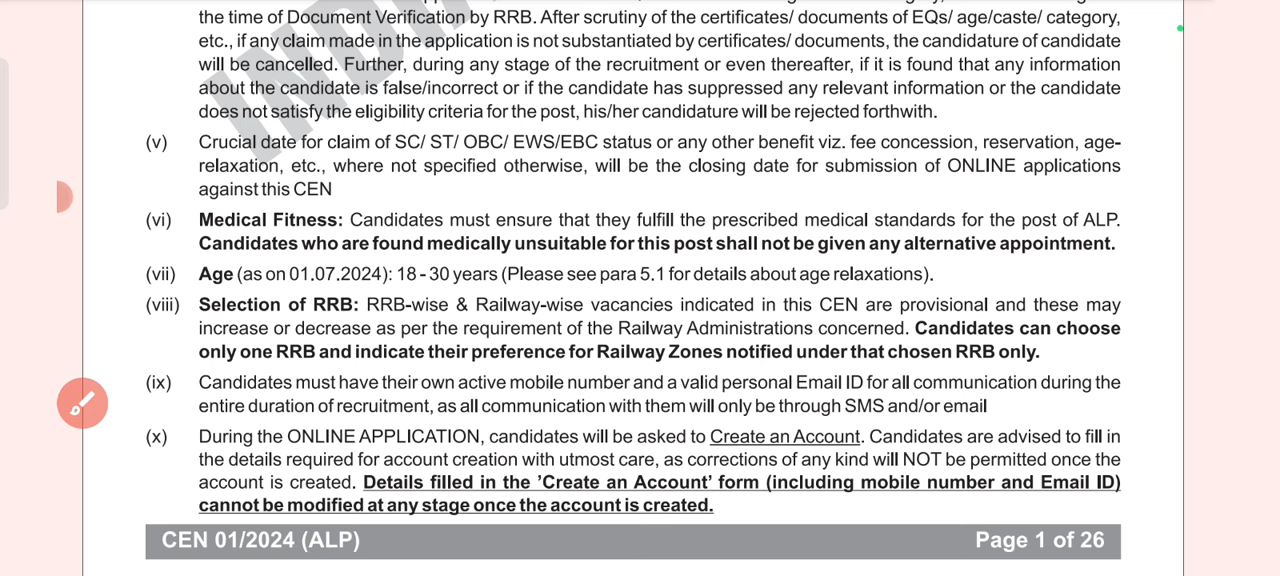 the time of Document Verification by RRB. After scrutiny of the certificates/ documents of EQs/ age/caste/ category,
etc., if any claim made in the application is not substantiated by certificates/ documents, the candidature of candidate
will be cancelled. Further, during any stage of the recruitment or even thereafter, if it is found that any information
about the candidate is false/incorrect or if the candidate has suppressed any relevant information or the candidate
does not satisfy the eligibility criteria for the post, his/her candidature will be rejected forthwith.
(v) Crucial date for claim of SC/ ST/ OBC/ EWS/EBC status or any other benefit viz. fee concession, reservation, age-
relaxation, etc., where not specified otherwise, will be the closing date for submission of ONLINE applications
against this CEN
(vi) Medical Fitness: Candidates must ensure that they fulfill the prescribed medical standards for the post of ALP.
Candidates who are found medically unsuitable for this post shall not be given any alternative appointment.
(vii) Age (as on 01.07.2024): 18 - 30 years (Please see para 5.1 for details about age relaxations).
(viii) Selection of RRB: RRB-wise & Railway-wise vacancies indicated in this CEN are provisional and these may
increase or decrease as per the requirement of the Railway Administrations concerned. Candidates can choose
only one RRB and indicate their preference for Railway Zones notified under that chosen RRB only.
(ix) Candidates must have their own active mobile number and a valid personal Email ID for all communication during the
entire duration of recruitment, as all communication with them will only be through SMS and/or email
(x) During the ONLINE APPLICATION, candidates will be asked to Create an Account. Candidates are advised to fill in
the details required for account creation with utmost care, as corrections of any kind will NOT be permitted once the
account is created. Details filled in the ’Create an Account’ form (including mobile number and Email ID)
cannot be modified at any stage once the account is created.
CEN 01/2024 (ALP) Page 1 of 26